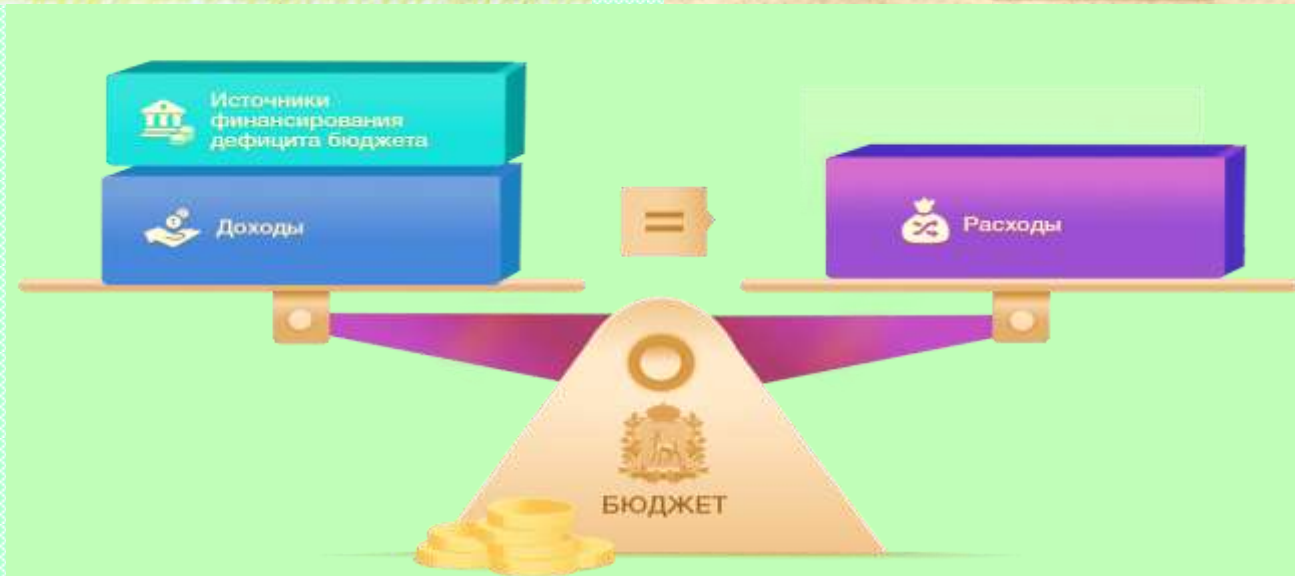 Источники
финансирования
дефицита бюджета
Доходы
=
Расходы
БЮДЖЕТ